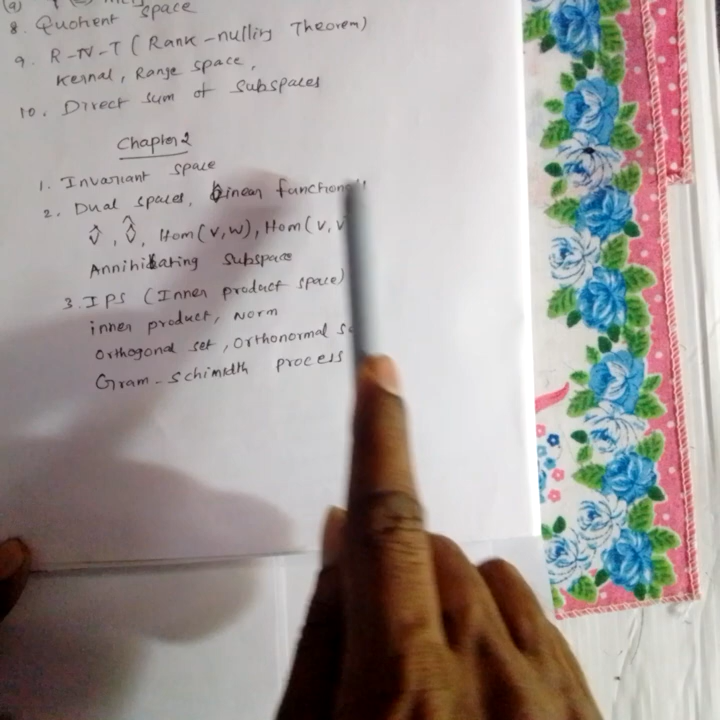 8. Quotient space
9. R-N-T (Rank-nullity Theorem)
Kernal, Range space,
10. Direct sum of subspaces
Chapter 2
1. Invariant space
2. Dual spaces, Linear functionals
V̂, V̂̂, Hom(V,W), Hom(V,V)
Annihilating subspace
3. IPS (Inner product space)
inner product, Norm
Orthogonal set, Orthonormal
Gram-schimidth process